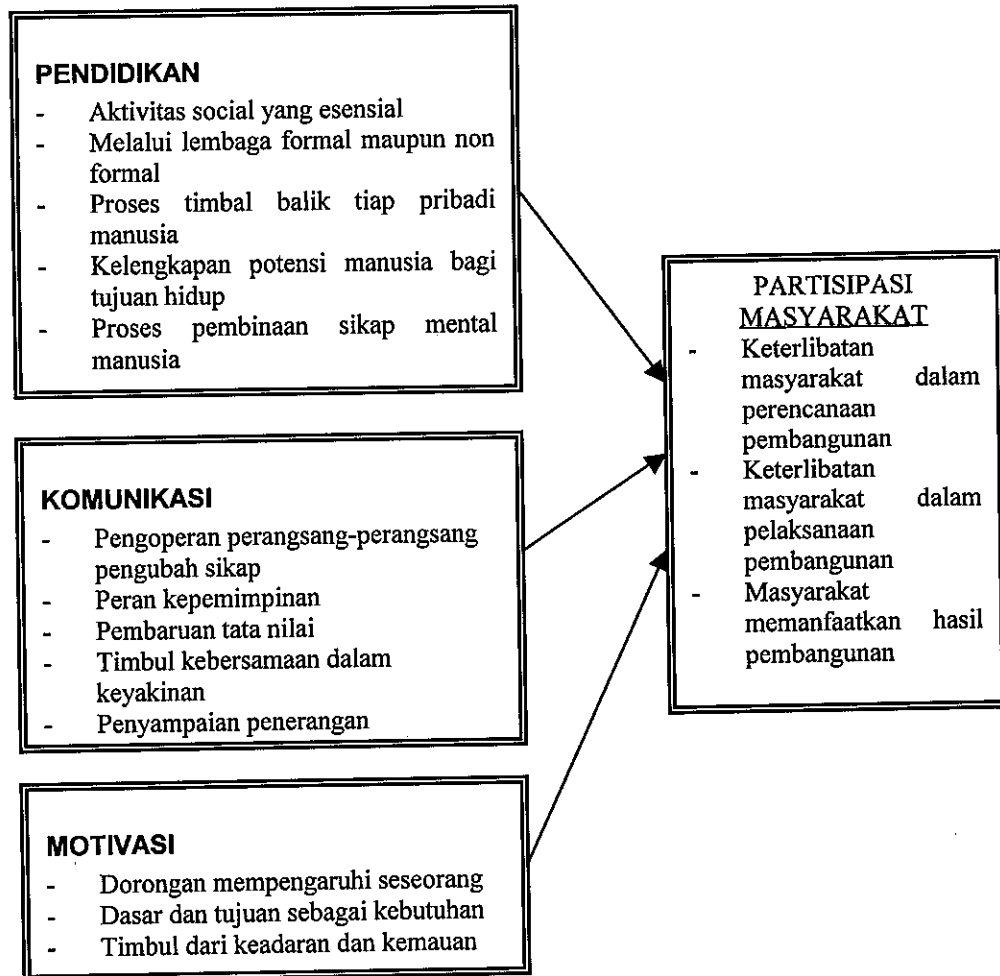 PENDIDIKAN
- Aktivitas social yang esensial
- Melalui lembaga formal maupun non
formal
- Proses timbal balik tiap pribadi
manusia
- Kelengkapan potensi manusia bagi
tujuan hidup
- Proses pembinaan sikap mental
manusia
KOMUNIKASI
- Pengoperan perangsang-perangsang
pengubah sikap
- Peran kepemimpinan
- Pembaruan tata nilai
- Timbul kebersamaan dalam
keyakinan
- Penyampaian penerangan
MOTIVASI
- Dorongan mempengaruhi seseorang
- Dasar dan tujuan sebagai kebutuhan
- Timbul dari keadaran dan kemauan
PARTISIPASI
MASYARAKAT
- Keterlibatan
masyarakat dalam
perencanaan
pembangunan
- Keterlibatan
masyarakat dalam
pelaksanaan
pembangunan
- Masyarakat
memanfaatkan hasil
pembangunan